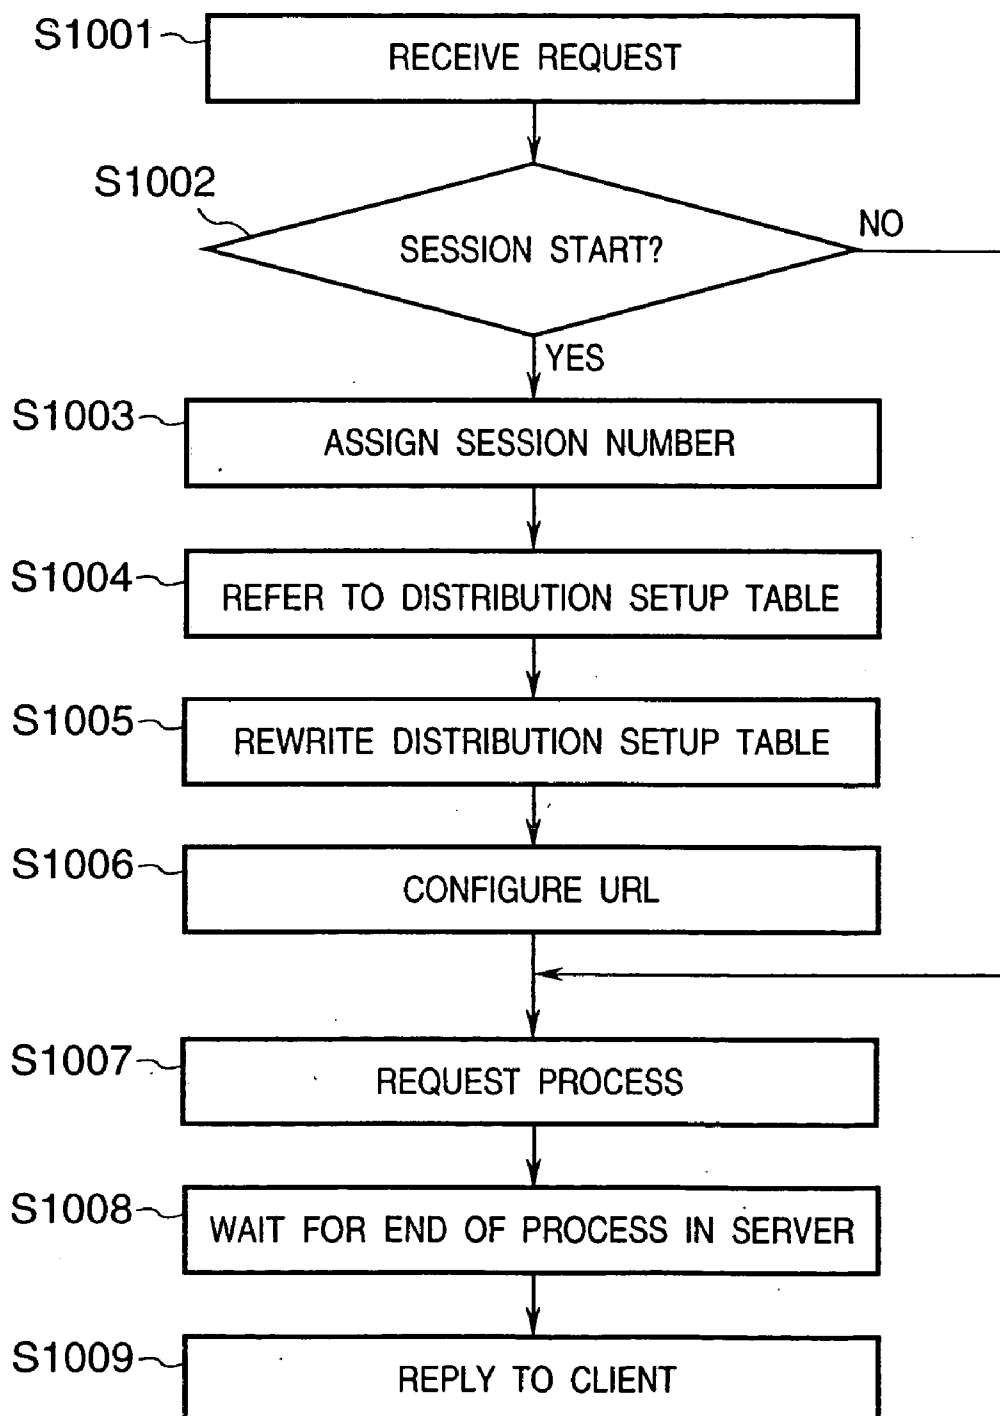 S1001
RECEIVE REQUEST
S1002
SESSION START?
NO
YES
S1003
ASSIGN SESSION NUMBER
S1004
REFER TO DISTRIBUTION SETUP TABLE
S1005
REWRITE DISTRIBUTION SETUP TABLE
S1006
CONFIGURE URL
S1007
REQUEST PROCESS
S1008
WAIT FOR END OF PROCESS IN SERVER
S1009
REPLY TO CLIENT